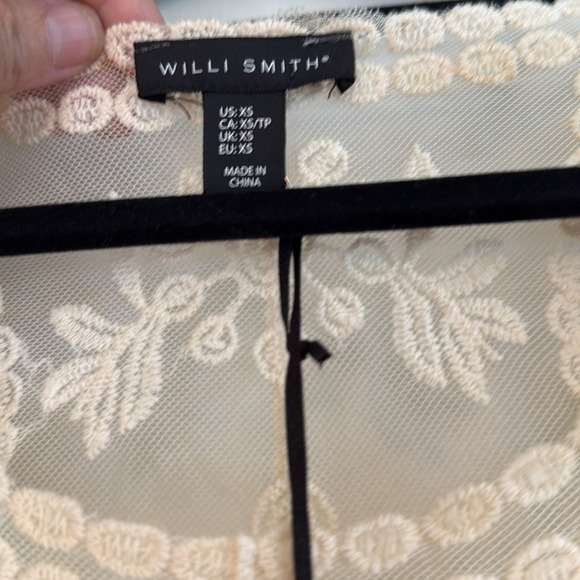 WILLI SMITH®
US: XS
CA: XS/TP
UK: XS
EU: XS
MADE IN
CHINA